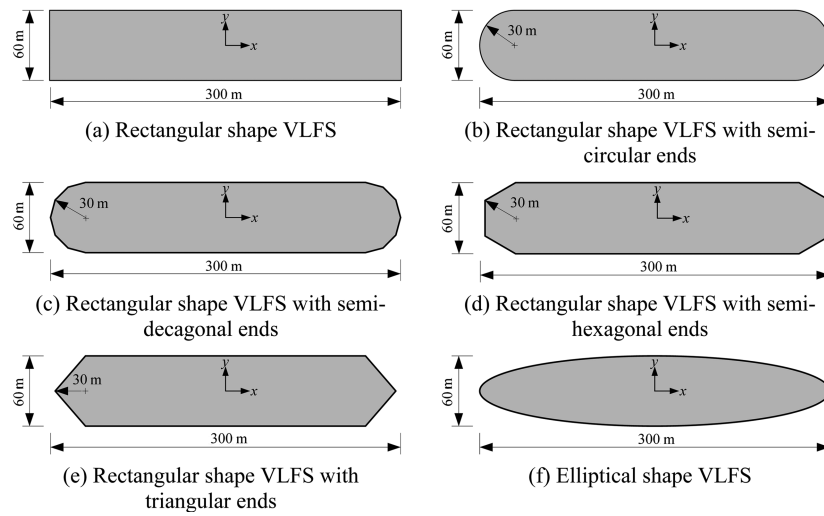 60 m
y
x
300 m
(a) Rectangular shape VLFS
60 m
30 m
y
x
300 m
(b) Rectangular shape VLFS with semi-
circular ends
60 m
30 m
y
x
300 m
(c) Rectangular shape VLFS with semi-
decagonal ends
60 m
30 m
y
x
300 m
(d) Rectangular shape VLFS with semi-
hexagonal ends
60 m
30 m
y
x
300 m
(e) Rectangular shape VLFS with
triangular ends
60 m
y
x
300 m
(f) Elliptical shape VLFS